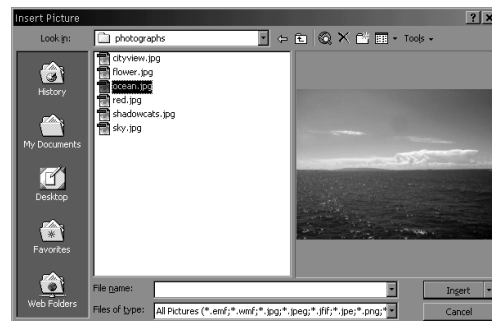 Insert Picture
Look in: photographs Tools
cityview.jpg
flower.jpg
ocean.jpg
red.jpg
shadowcats.jpg
sky.jpg
History
My Documents
Desktop
Favorites
Web Folders
File name: Insert
Files of type: All Pictures (*.emf;*.wmf;*.jpg;*.jpeg;*.jfif;*.jpe;*.png;* Cancel